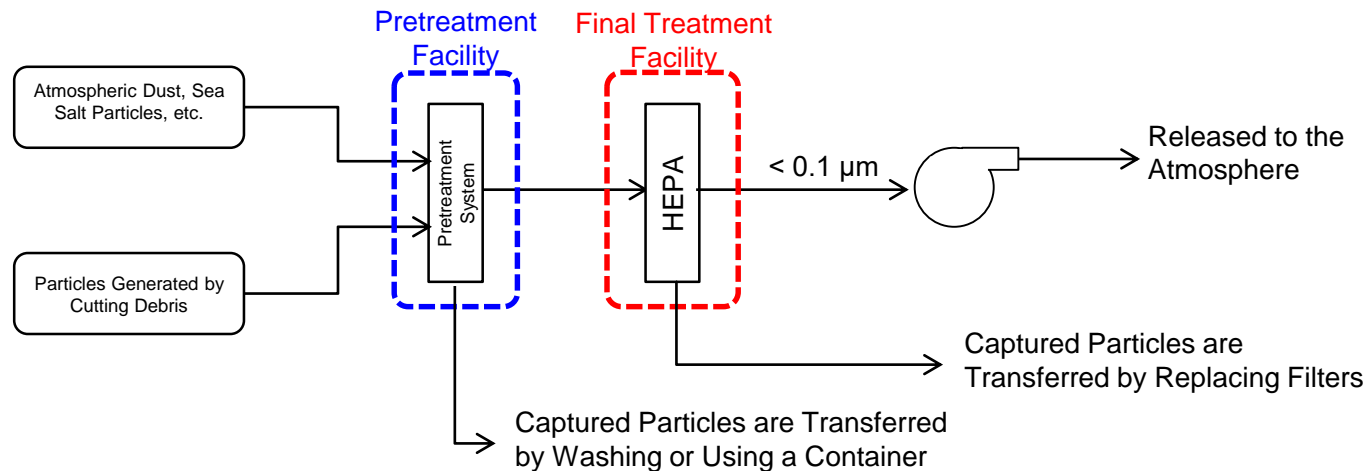 Pretreatment
Facility
Final Treatment
Facility
Atmospheric Dust, Sea
Salt Particles, etc.
Pretreatment
System
HEPA
< 0.1 µm
Released to the
Atmosphere
Particles Generated by
Cutting Debris
Captured Particles are
Transferred by Replacing Filters
Captured Particles are Transferred
by Washing or Using a Container